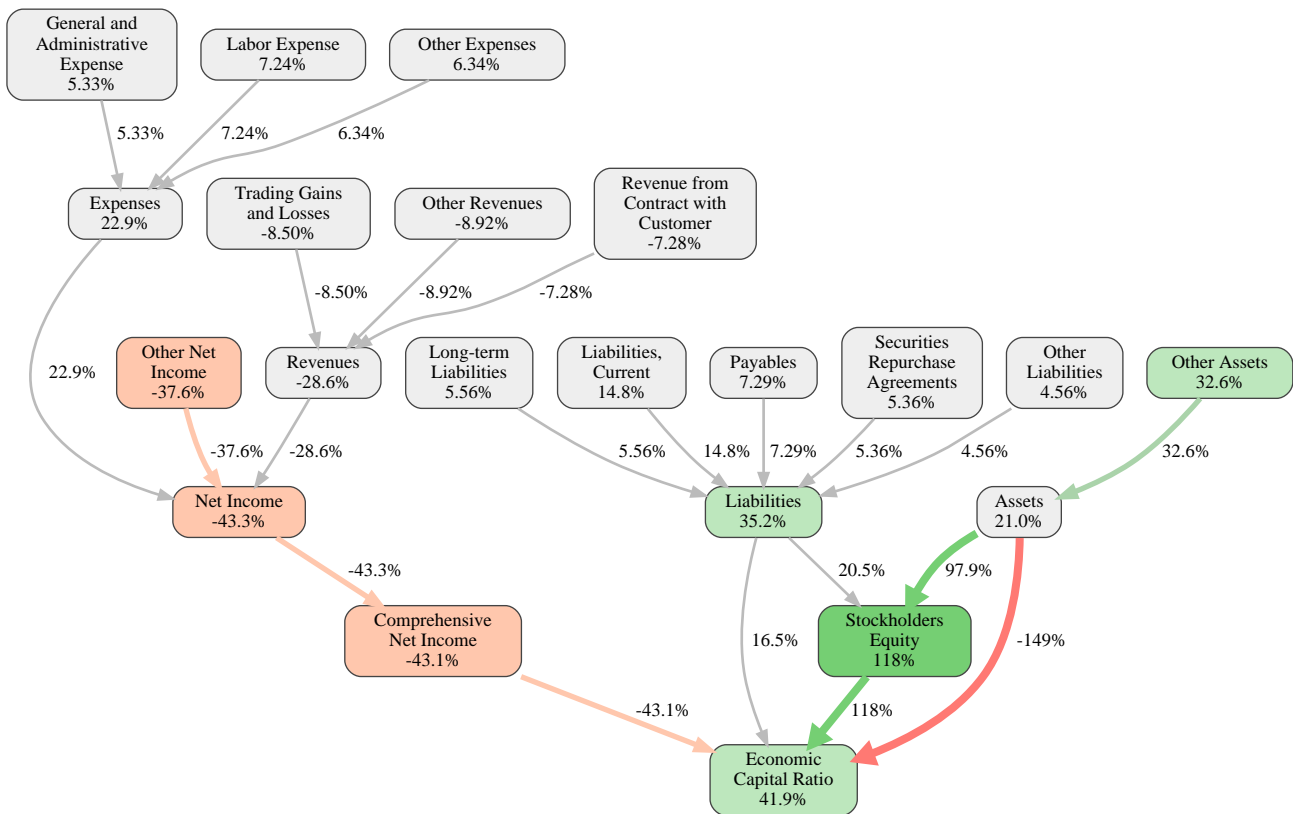 General and
Administrative
Expense
5.33%
Labor Expense
7.24%
Other Expenses
6.34%
5.33%
7.24%
6.34%
Expenses
22.9%
Trading Gains
and Losses
-8.50%
Other Revenues
-8.92%
Revenue from
Contract with
Customer
-7.28%
-8.50%
-8.92%
-7.28%
22.9%
Other Net
Income
-37.6%
Revenues
-28.6%
Long-term
Liabilities
5.56%
Liabilities,
Current
14.8%
Payables
7.29%
Securities
Repurchase
Agreements
5.36%
Other
Liabilities
4.56%
Other Assets
32.6%
-37.6%
-28.6%
5.56%
14.8%
7.29%
5.36%
4.56%
32.6%
Net Income
-43.3%
Liabilities
35.2%
Assets
21.0%
-43.3%
20.5%
97.9%
Comprehensive
Net Income
-43.1%
16.5%
Stockholders
Equity
118%
-149%
-43.1%
118%
Economic
Capital Ratio
41.9%